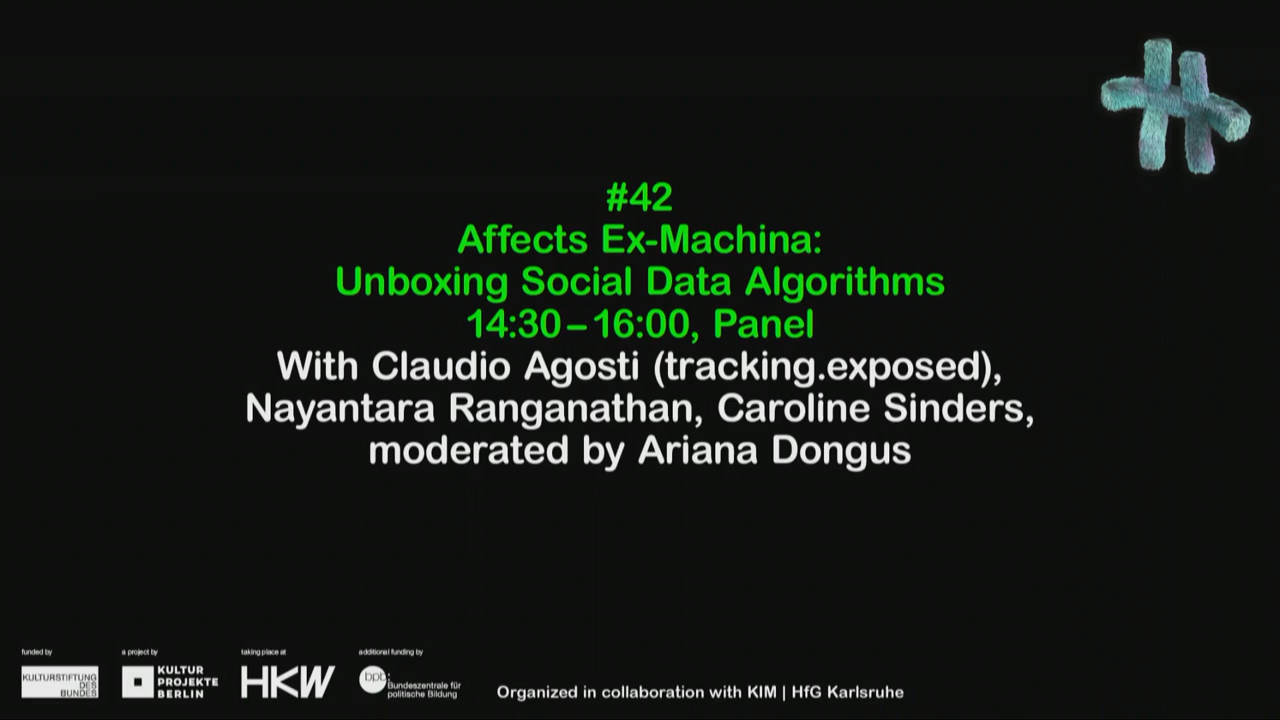 #42
Affects Ex-Machina:
Unboxing Social Data Algorithms
14:30–16:00, Panel
With Claudio Agosti (tracking.exposed),
Nayantara Ranganathan, Caroline Sinders,
moderated by Ariana Dongus
funded by
KULTURSTIFTUNG
DES
BUNDES
a project by
KULTUR
PROJEKTE
BERLIN
taking place at
HKW
additional funding by
bpb:
Bundeszentrale für
politische Bildung
Organized in collaboration with KIM | HfG Karlsruhe